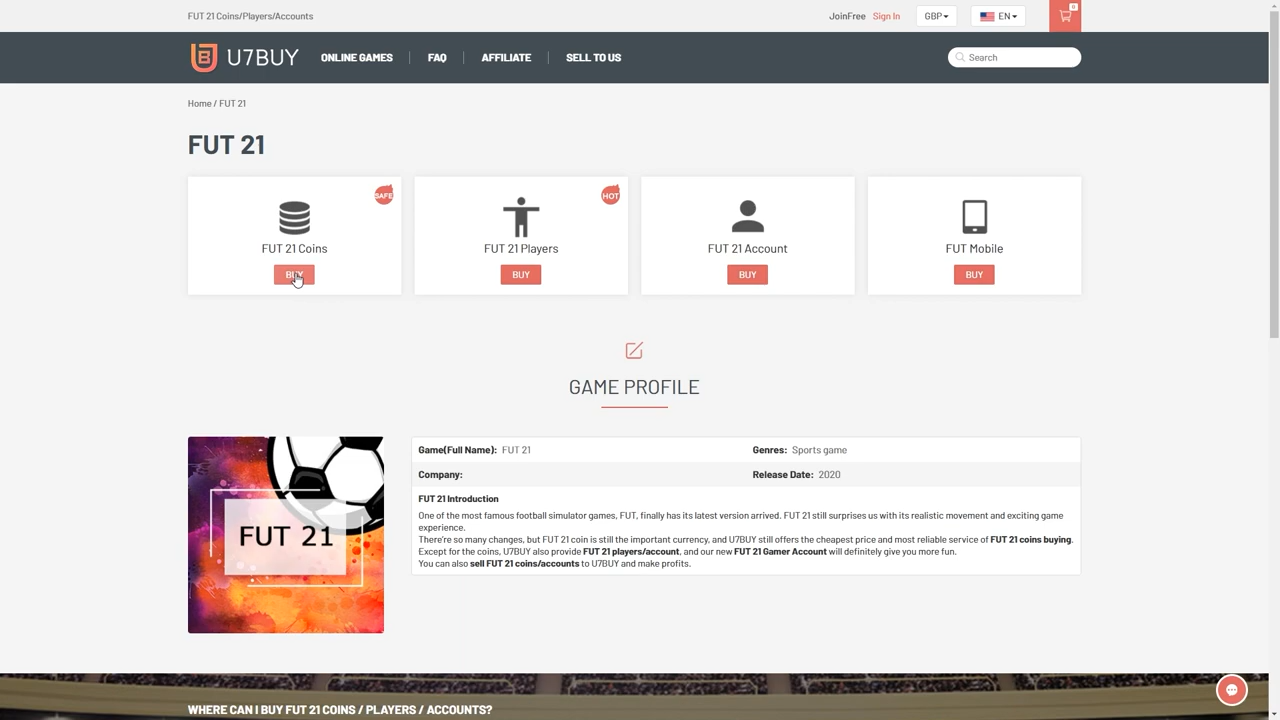 FUT 21 Coins/Players/Accounts
JoinFree Sign In GBP EN 0
U7BUY ONLINE GAMES FAQ AFFILIATE SELL TO US Search
Home / FUT 21
FUT 21
SAFE
FUT 21 Coins
BUY
HOT
FUT 21 Players
BUY
FUT 21 Account
BUY
FUT Mobile
BUY
GAME PROFILE
FUT 21
Game(Full Name): FUT 21 Genres: Sports game
Company: Release Date: 2020
FUT 21 Introduction
One of the most famous football simulator games, FUT, finally has its latest version arrived. FUT 21 still surprises us with its realistic movement and exciting game
experience.
There're so many changes, but FUT 21 coin is still the important currency, and U7BUY still offers the cheapest price and most reliable service of FUT 21 coins buying.
Except for the coins, U7BUY also provide FUT 21 players/account, and our new FUT 21 Gamer Account will definitely give you more fun.
You can also sell FUT 21 coins/accounts to U7BUY and make profits.
WHERE CAN I BUY FUT 21 COINS / PLAYERS / ACCOUNTS?